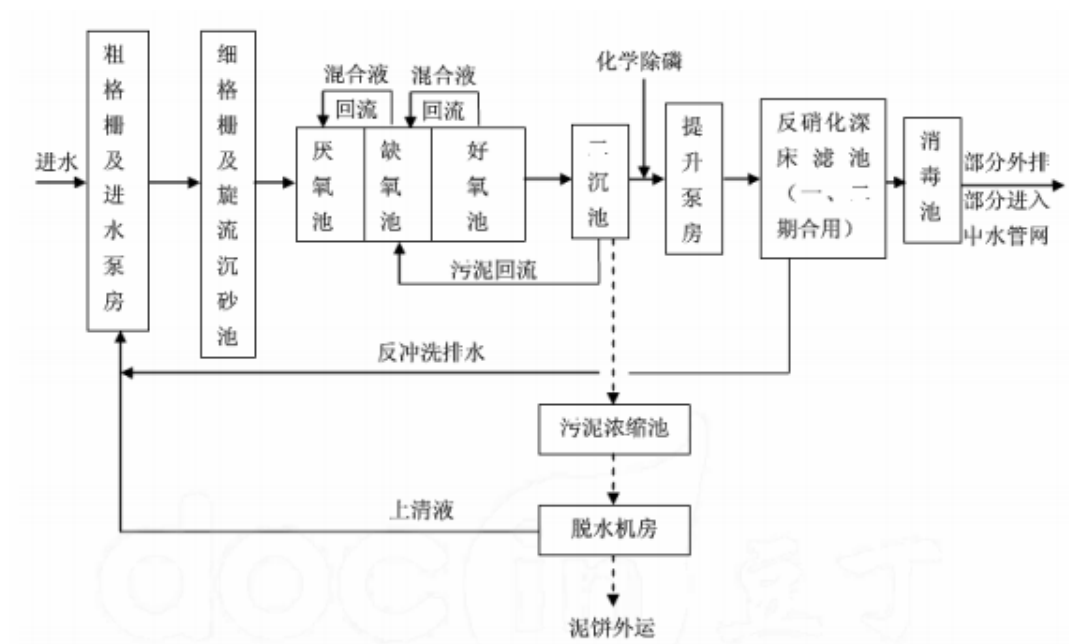 进水
粗格栅及进水泵房
细格栅及旋流沉砂池
混合液
回流
混合液
回流
厌氧池
缺氧池
好氧池
污泥回流
二沉池
化学除磷
提升泵房
反硝化深
床滤池
(一、二
期合用)
消毒池
部分外排
部分进入
中水管网
反冲洗排水
污泥浓缩池
上清液
脱水机房
泥饼外运
docin 豆丁